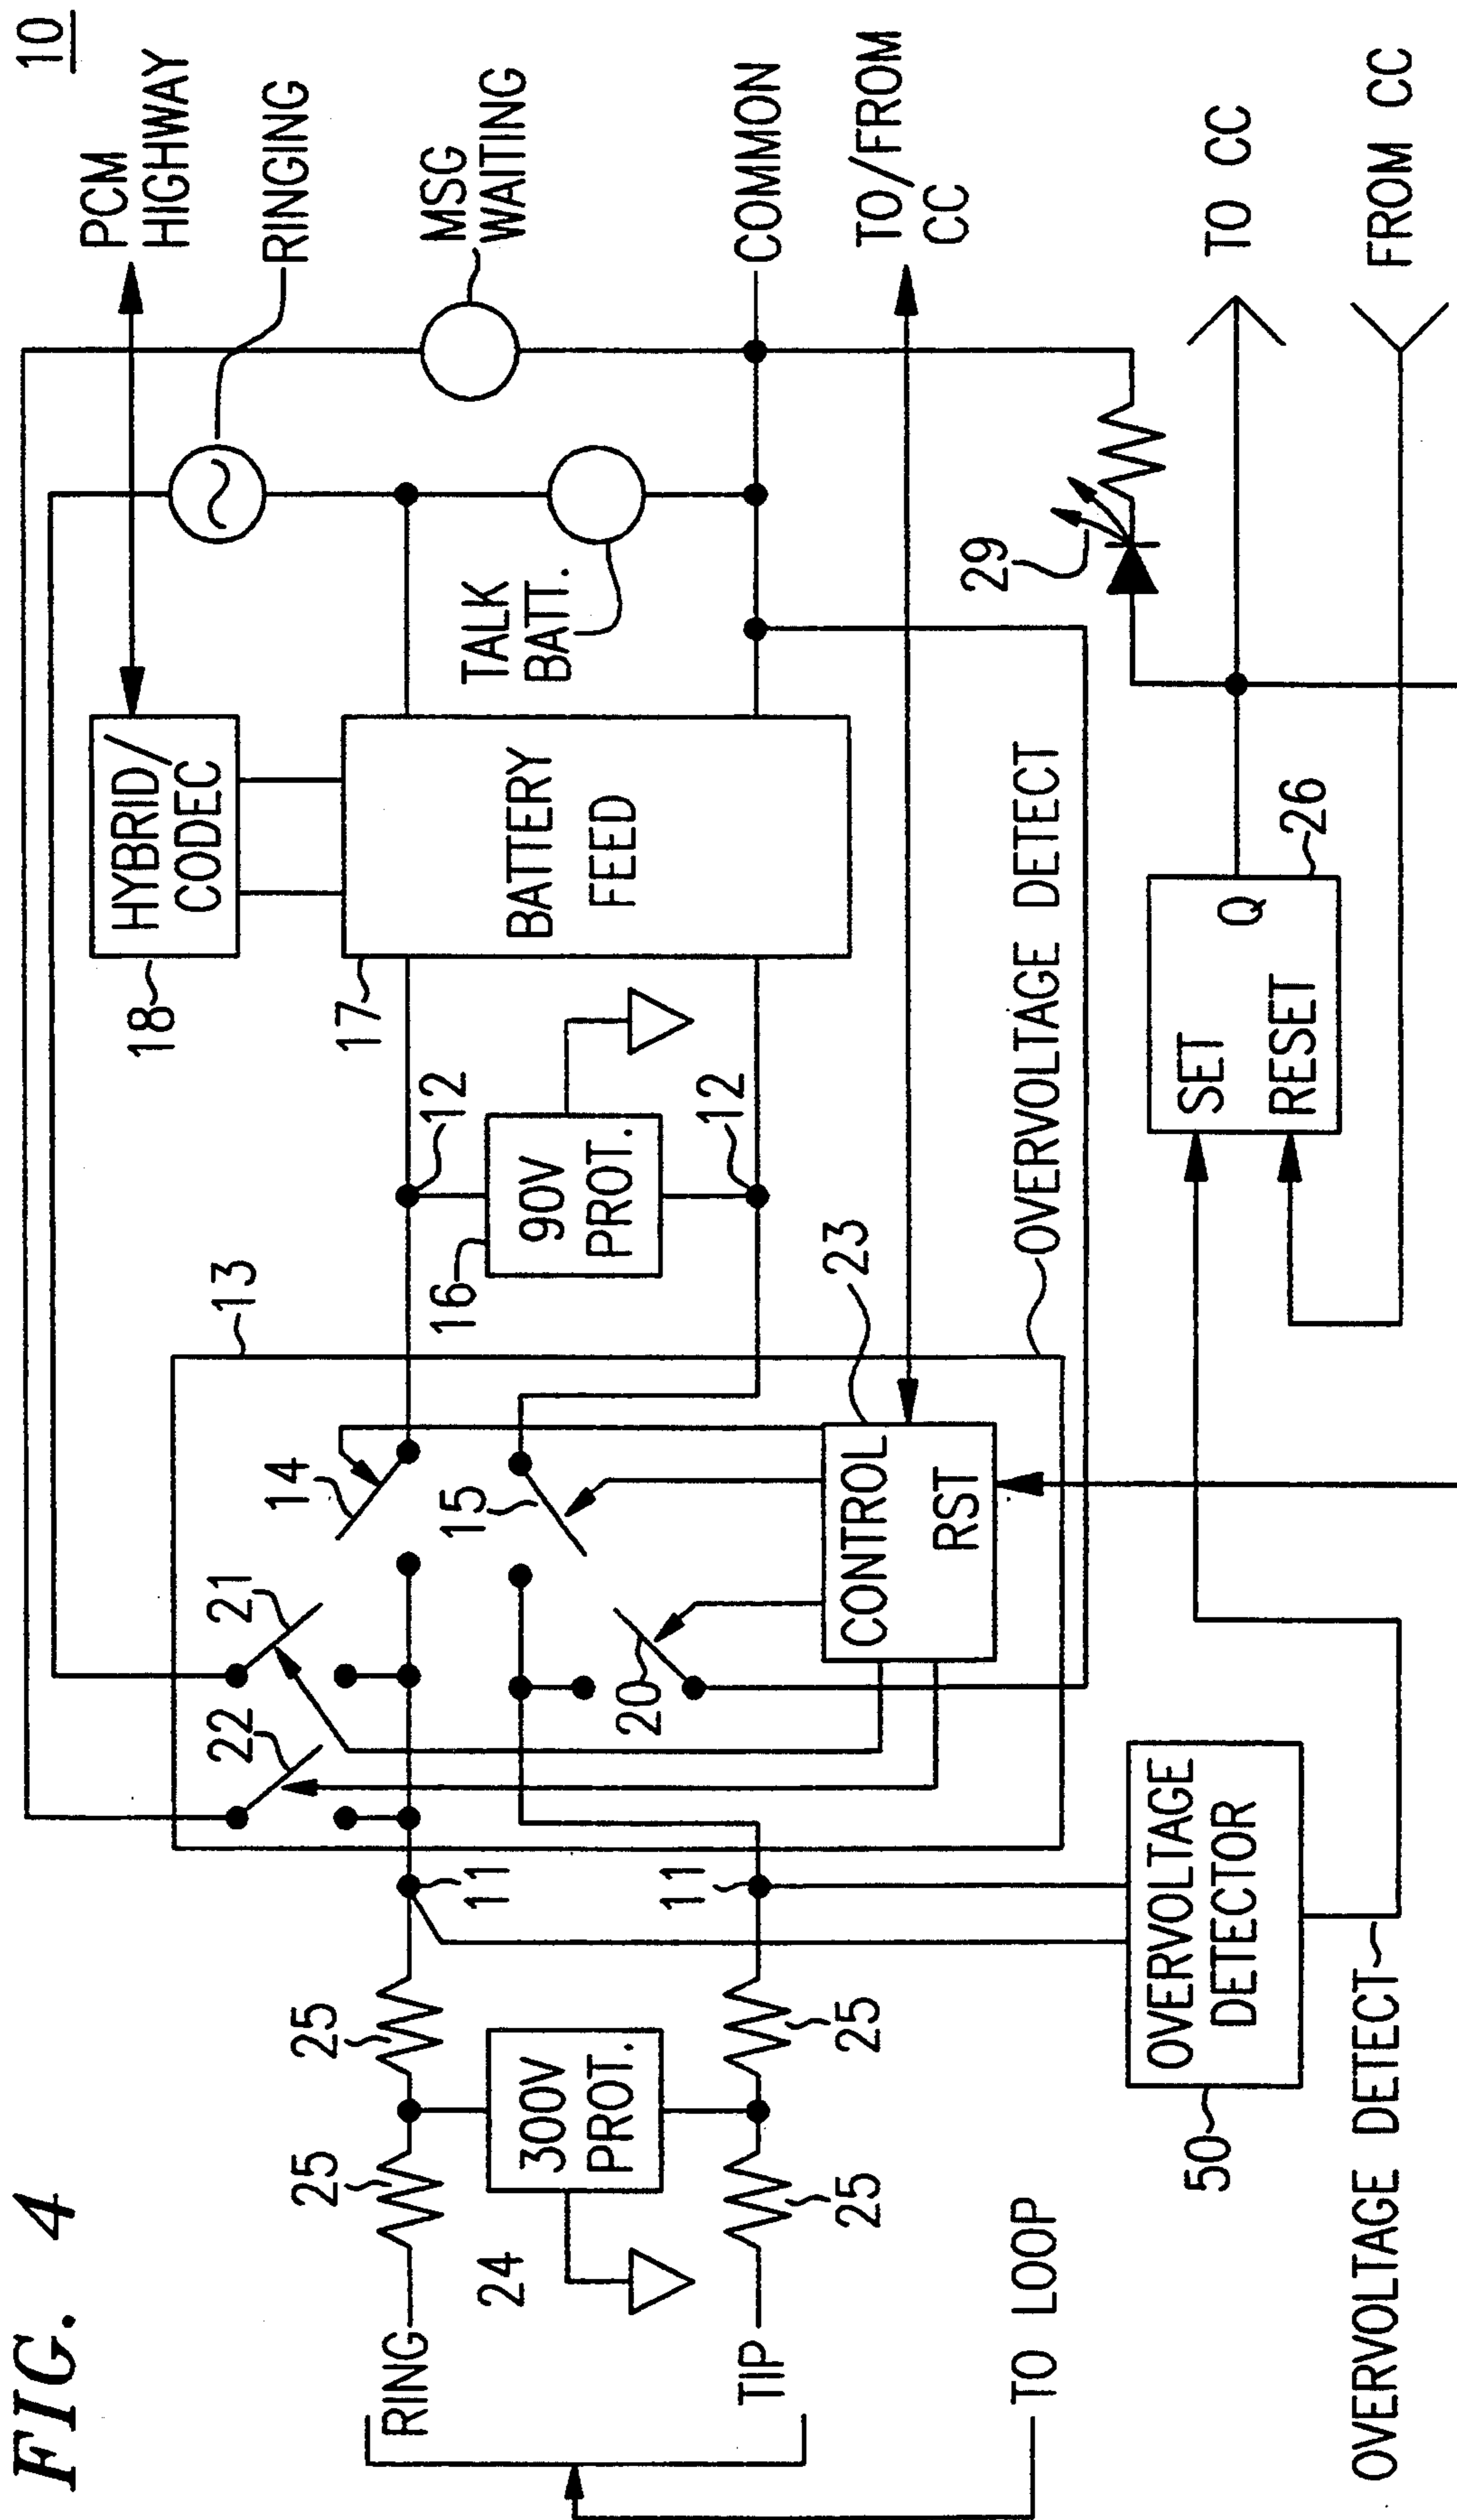 FIG. 4
10
PCM
HIGHWAY
RINGING
MSG
WAITING
COMMON
TO/FROM
CC
TO CC
FROM CC
HYBRID/
CODEC
18
TALK
BATT.
BATTERY
FEED
17
29
12
12
90V
PROT.
16
13
14
15
21
22
20
23
CONTROL
RST
OVERVOLTAGE DETECT
SET
Q
RESET
26
11
11
25
25
25
25
300V
PROT.
24
RING
TIP
TO LOOP
OVERVOLTAGE
DETECTOR
50
OVERVOLTAGE DETECT